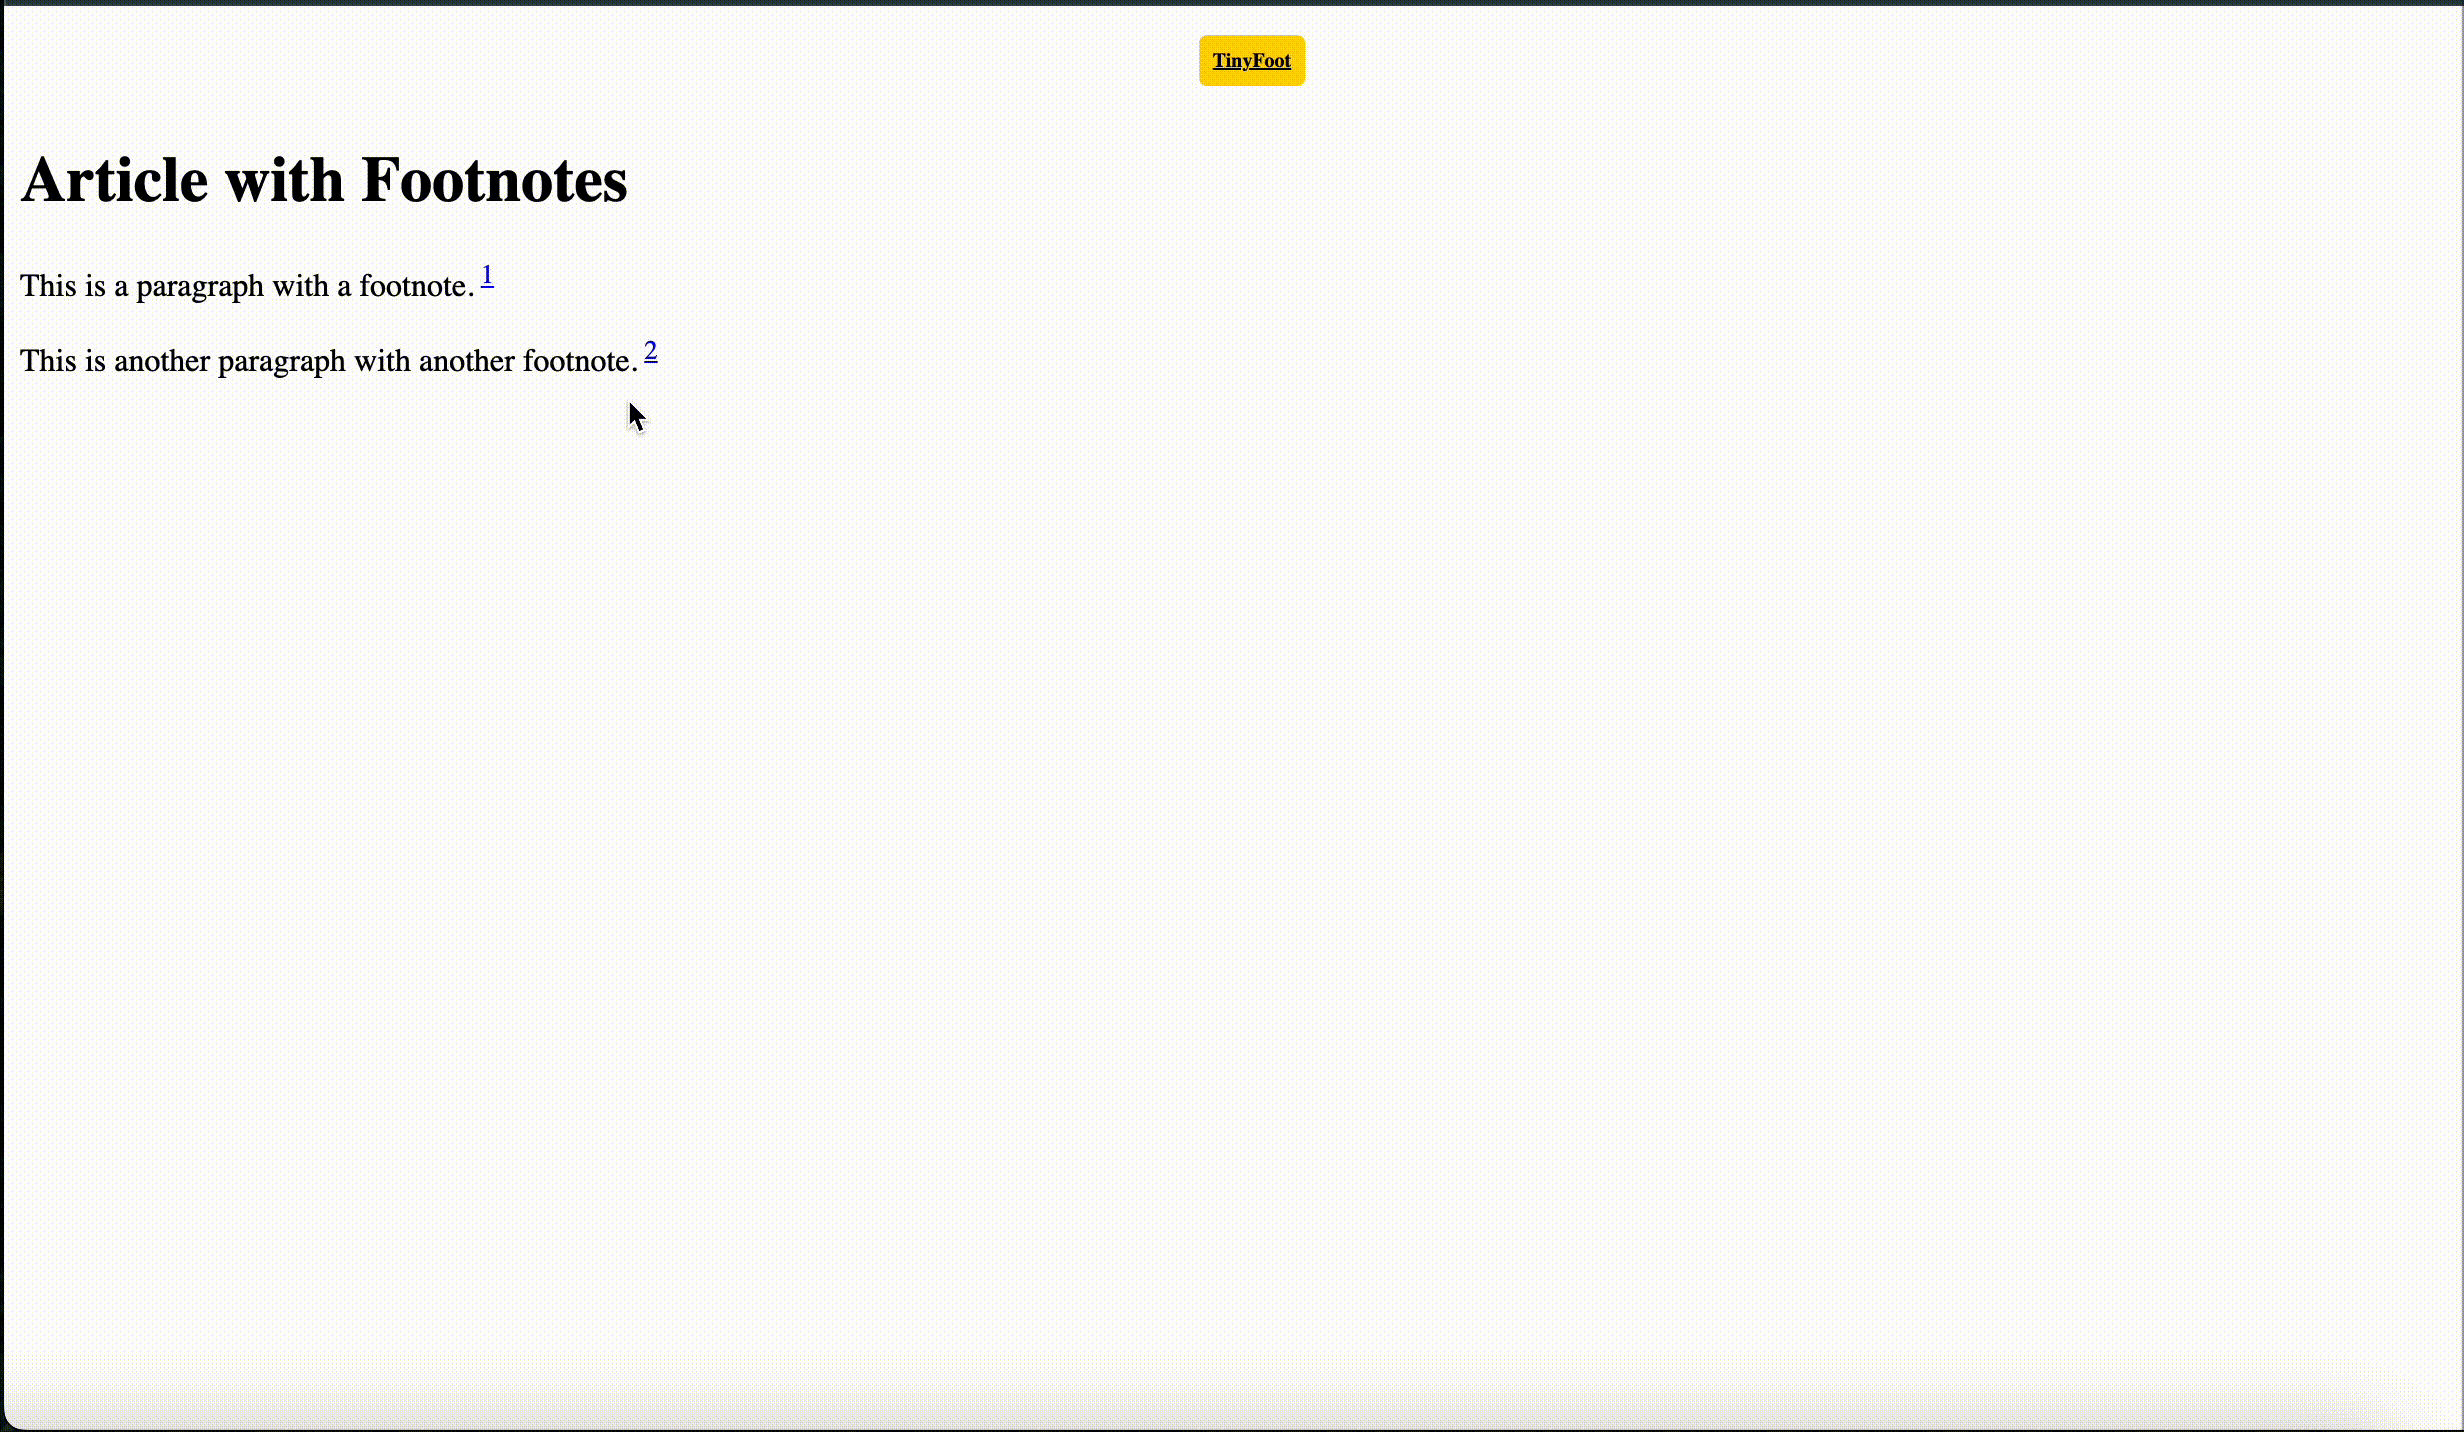 TinyFoot
Article with Footnotes
This is a paragraph with a footnote. 1
This is another paragraph with another footnote. 2